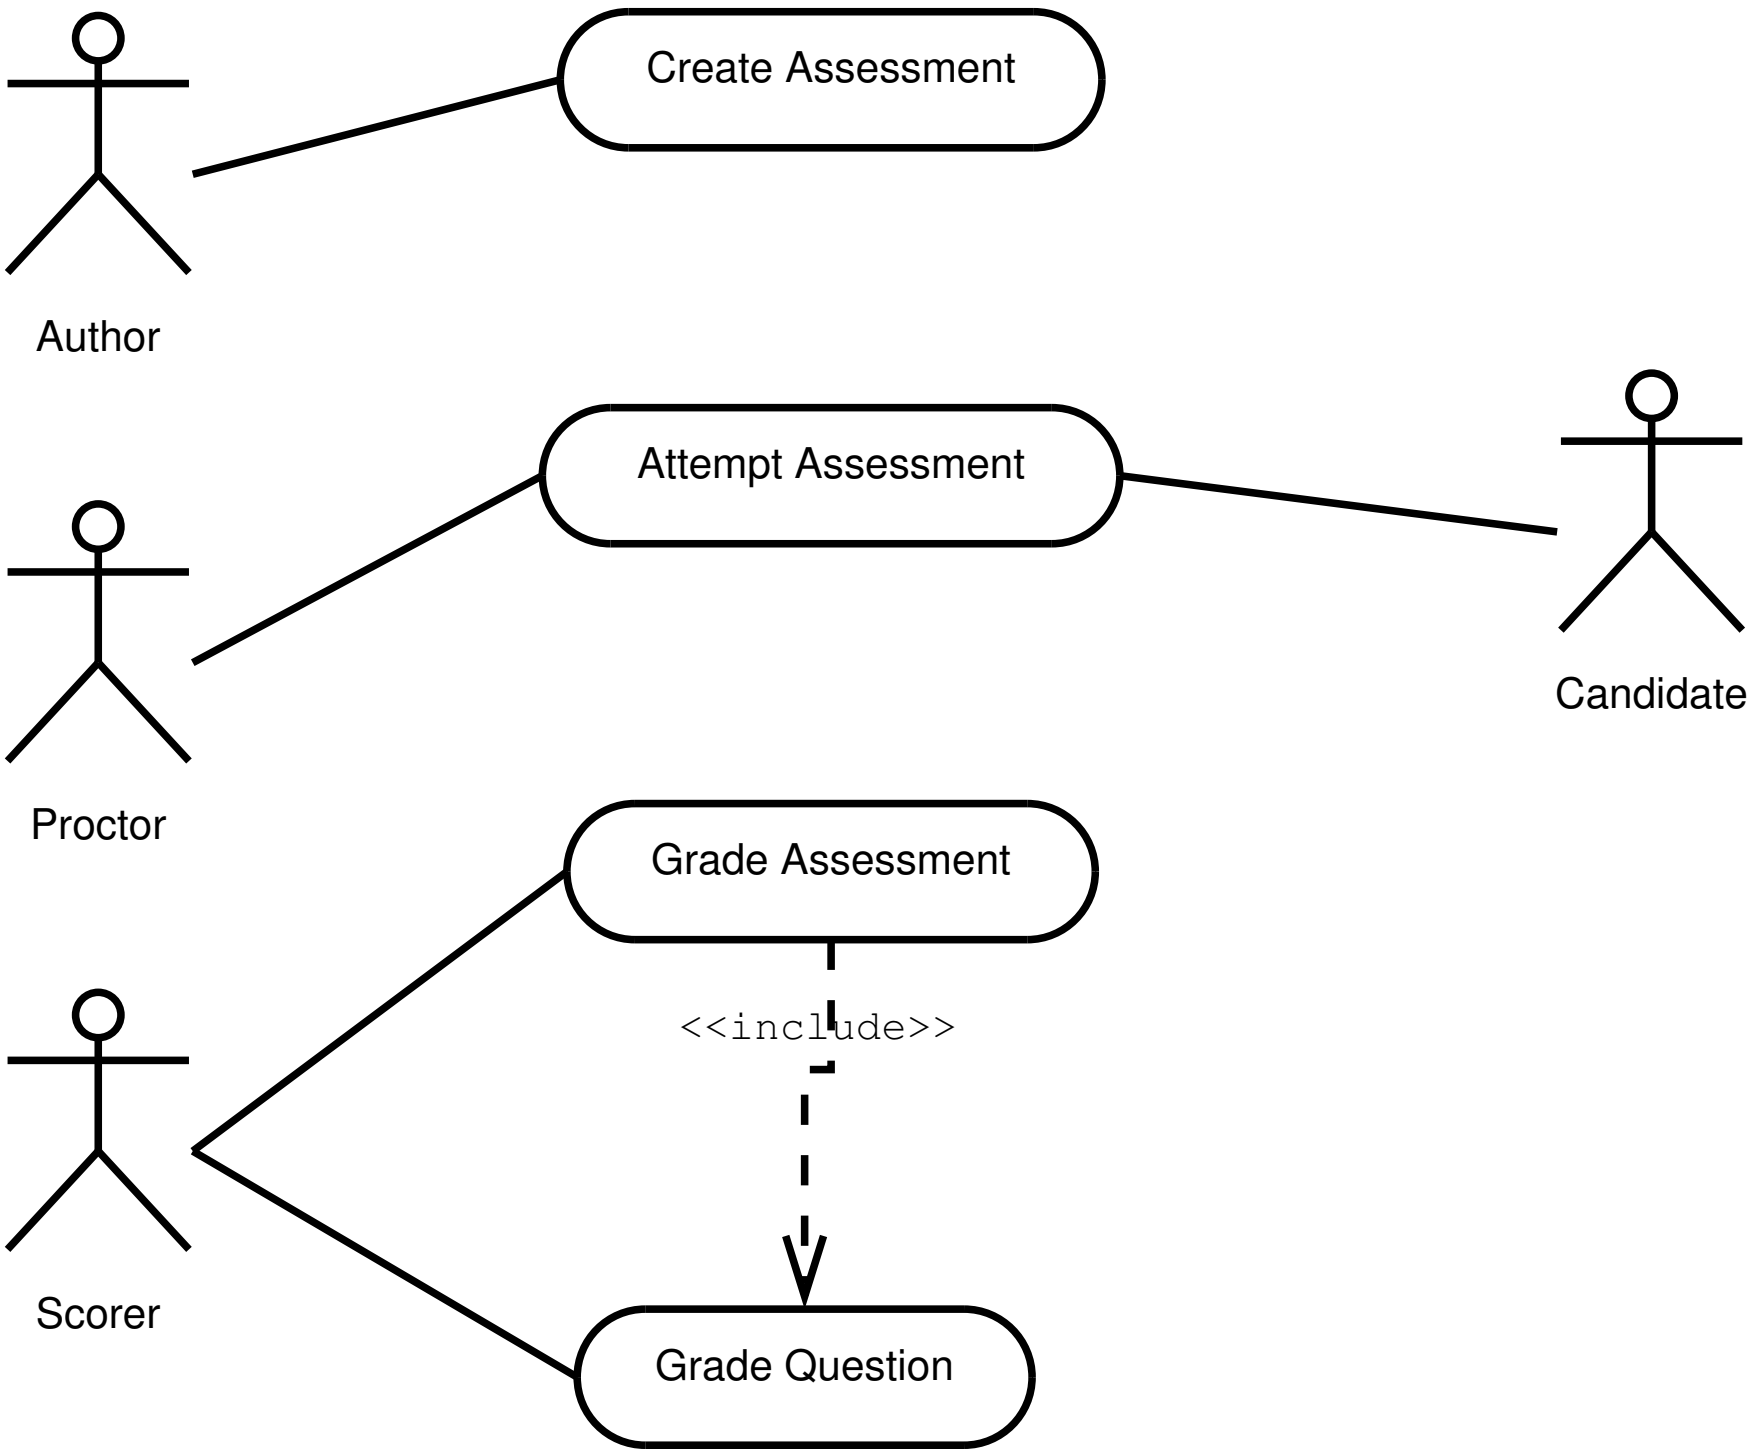 Create Assessment
Author
Attempt Assessment
Candidate
Proctor
Grade Assessment
<<include>>
Scorer
Grade Question